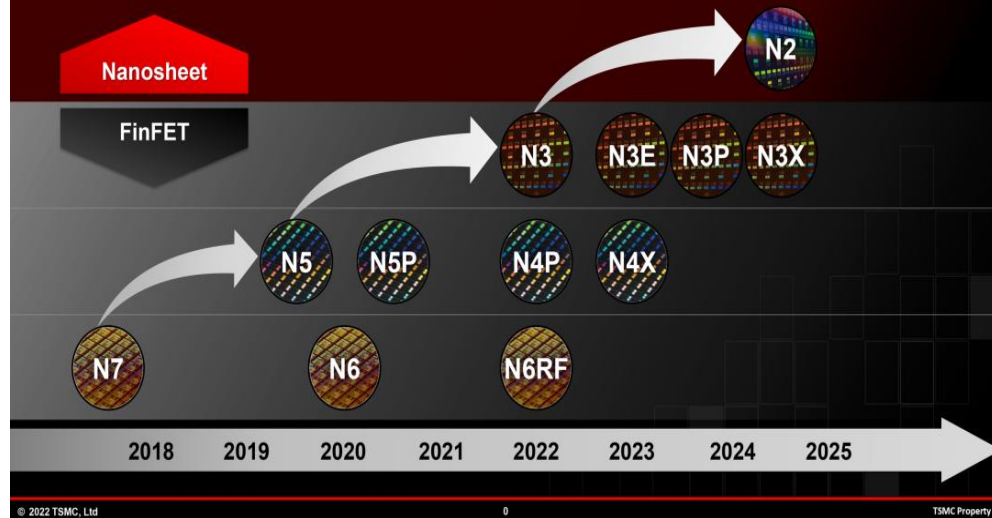 Nanosheet
N2
FinFET
N3 N3E N3P N3X
N5 N5P N4P N4X
N7 N6 N6RF
2018 2019 2020 2021 2022 2023 2024 2025
© 2022 TSMC, Ltd 0 TSMC Property